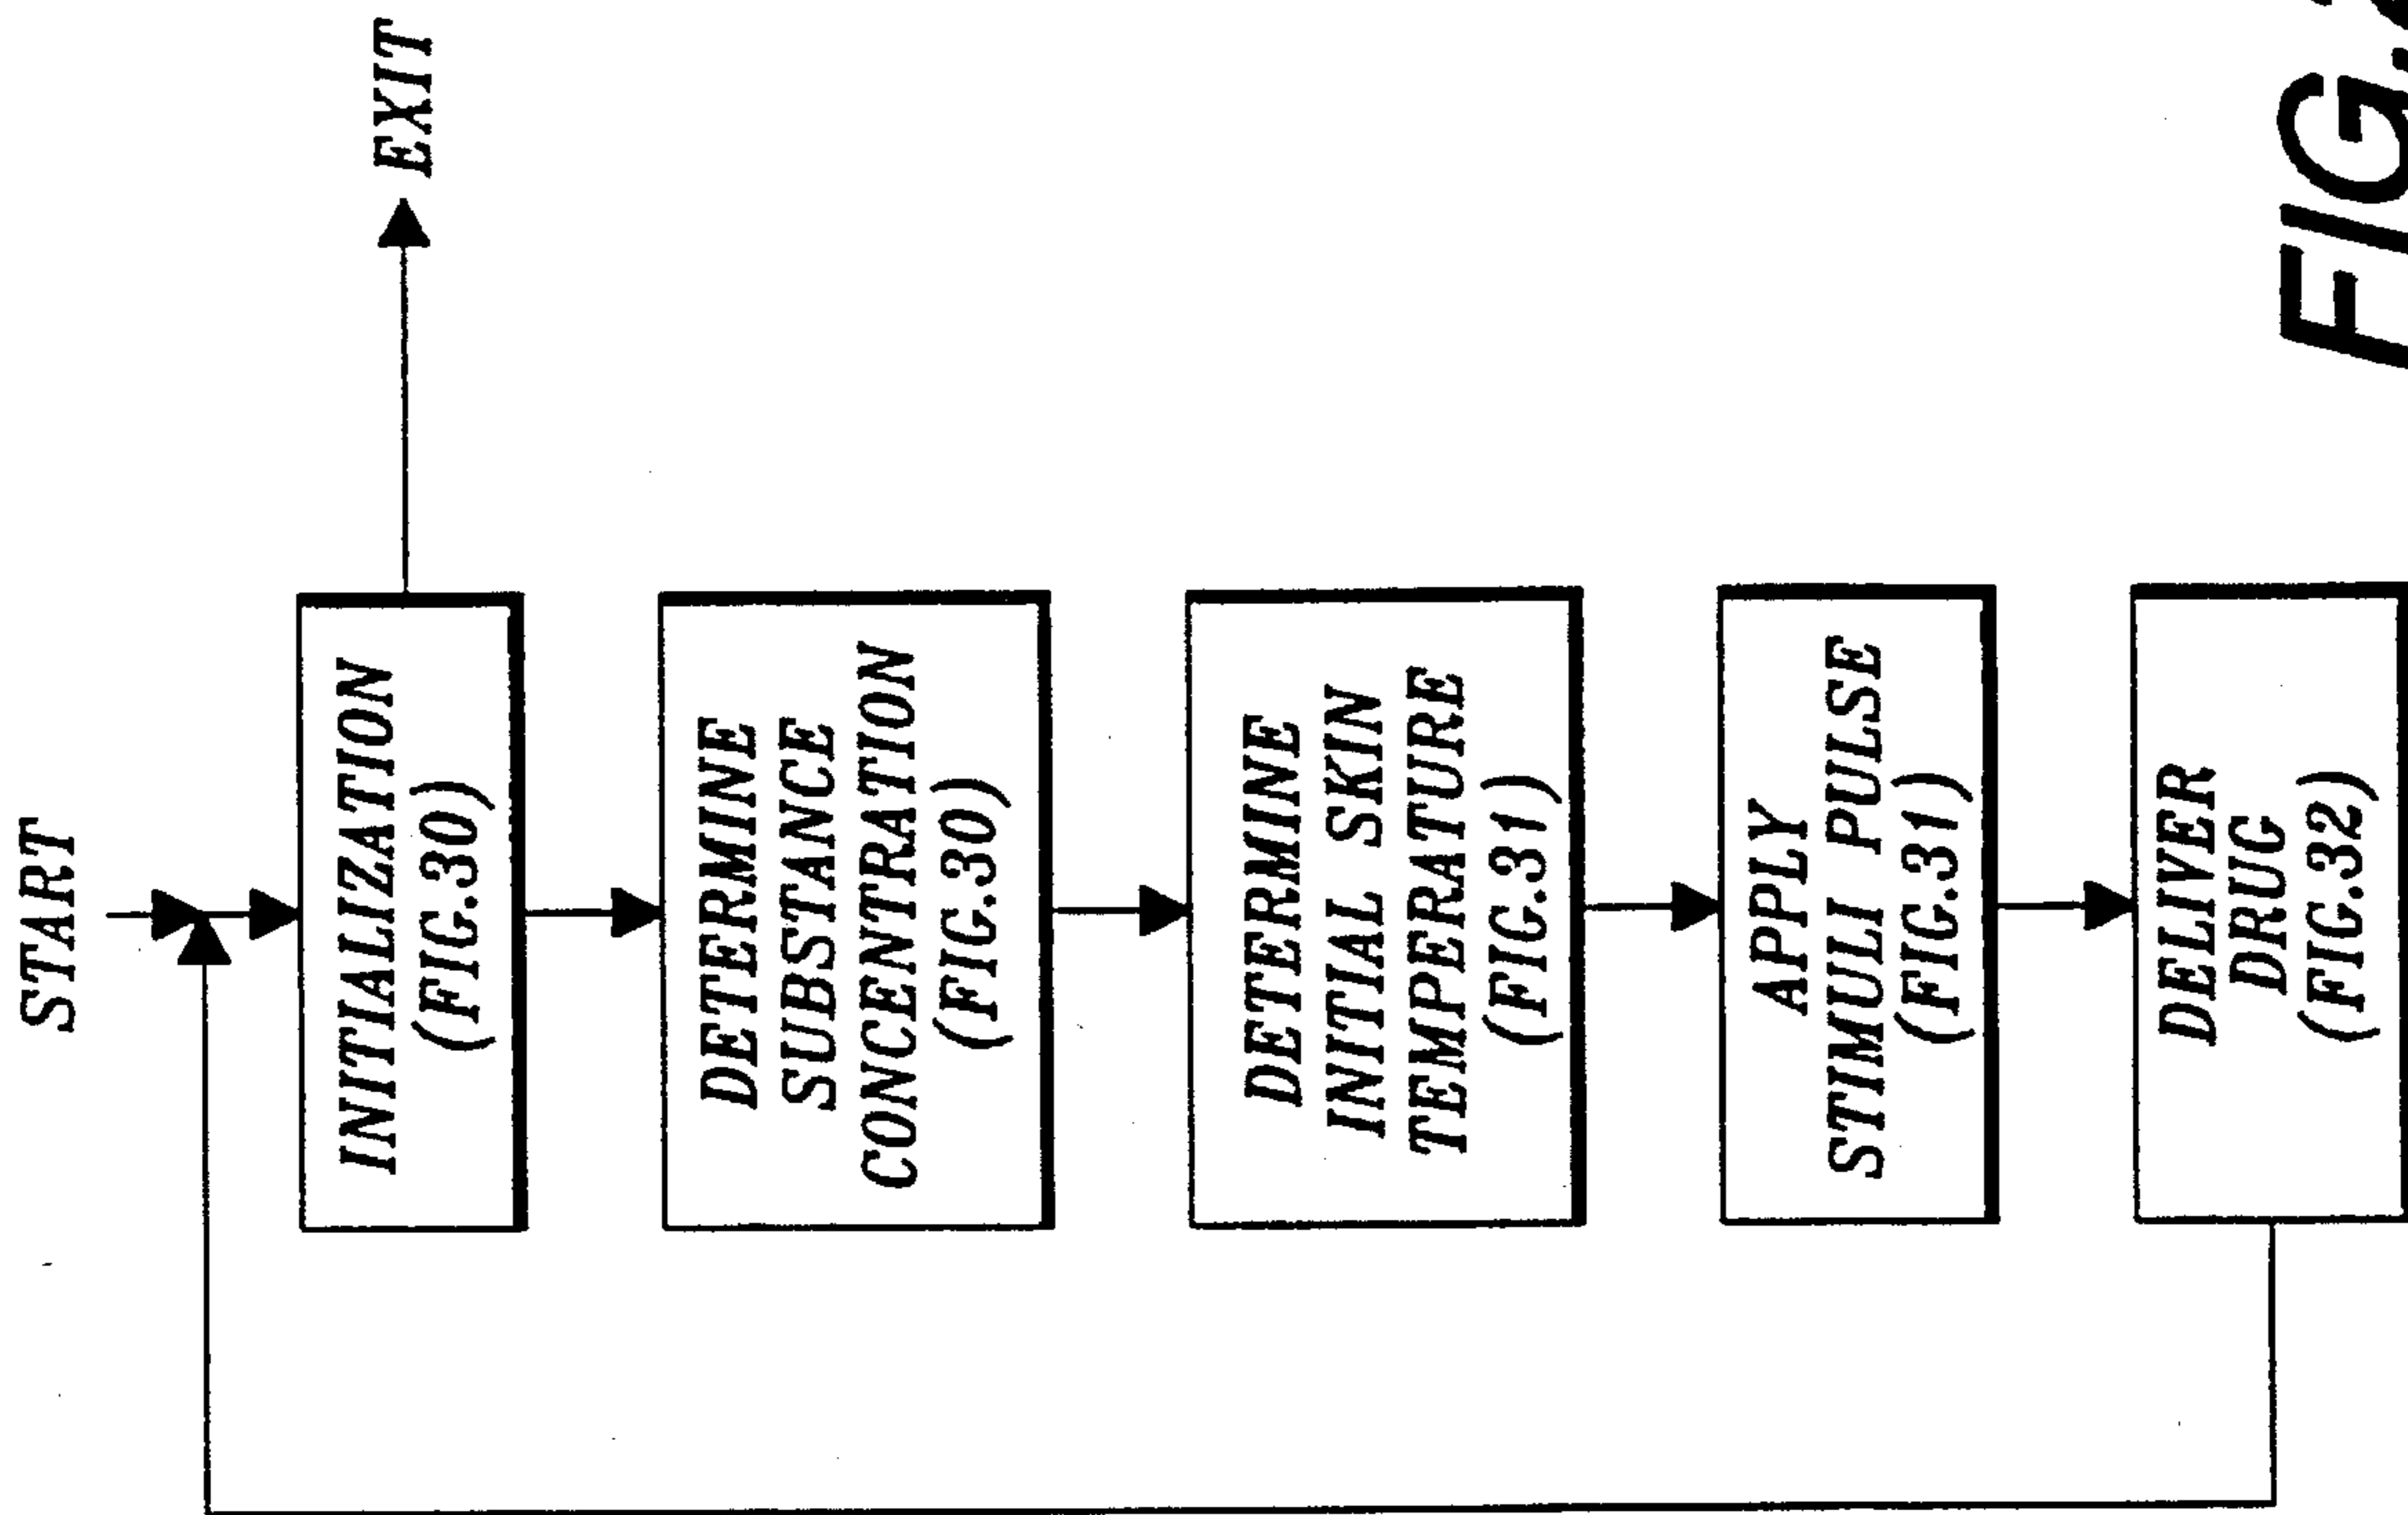 START
EXIT
INITIALIZATION
(FIG.30)
DETERMINE
SUBSTANCE
CONCENTRATION
(FIG.30)
DETERMINE
INITIAL SKIN
TEMPERATURE
(FIG.31)
APPLY
STIMULI PULSE
(FIG.31)
DELIVER
DRUG
(FIG.32)
FIG.